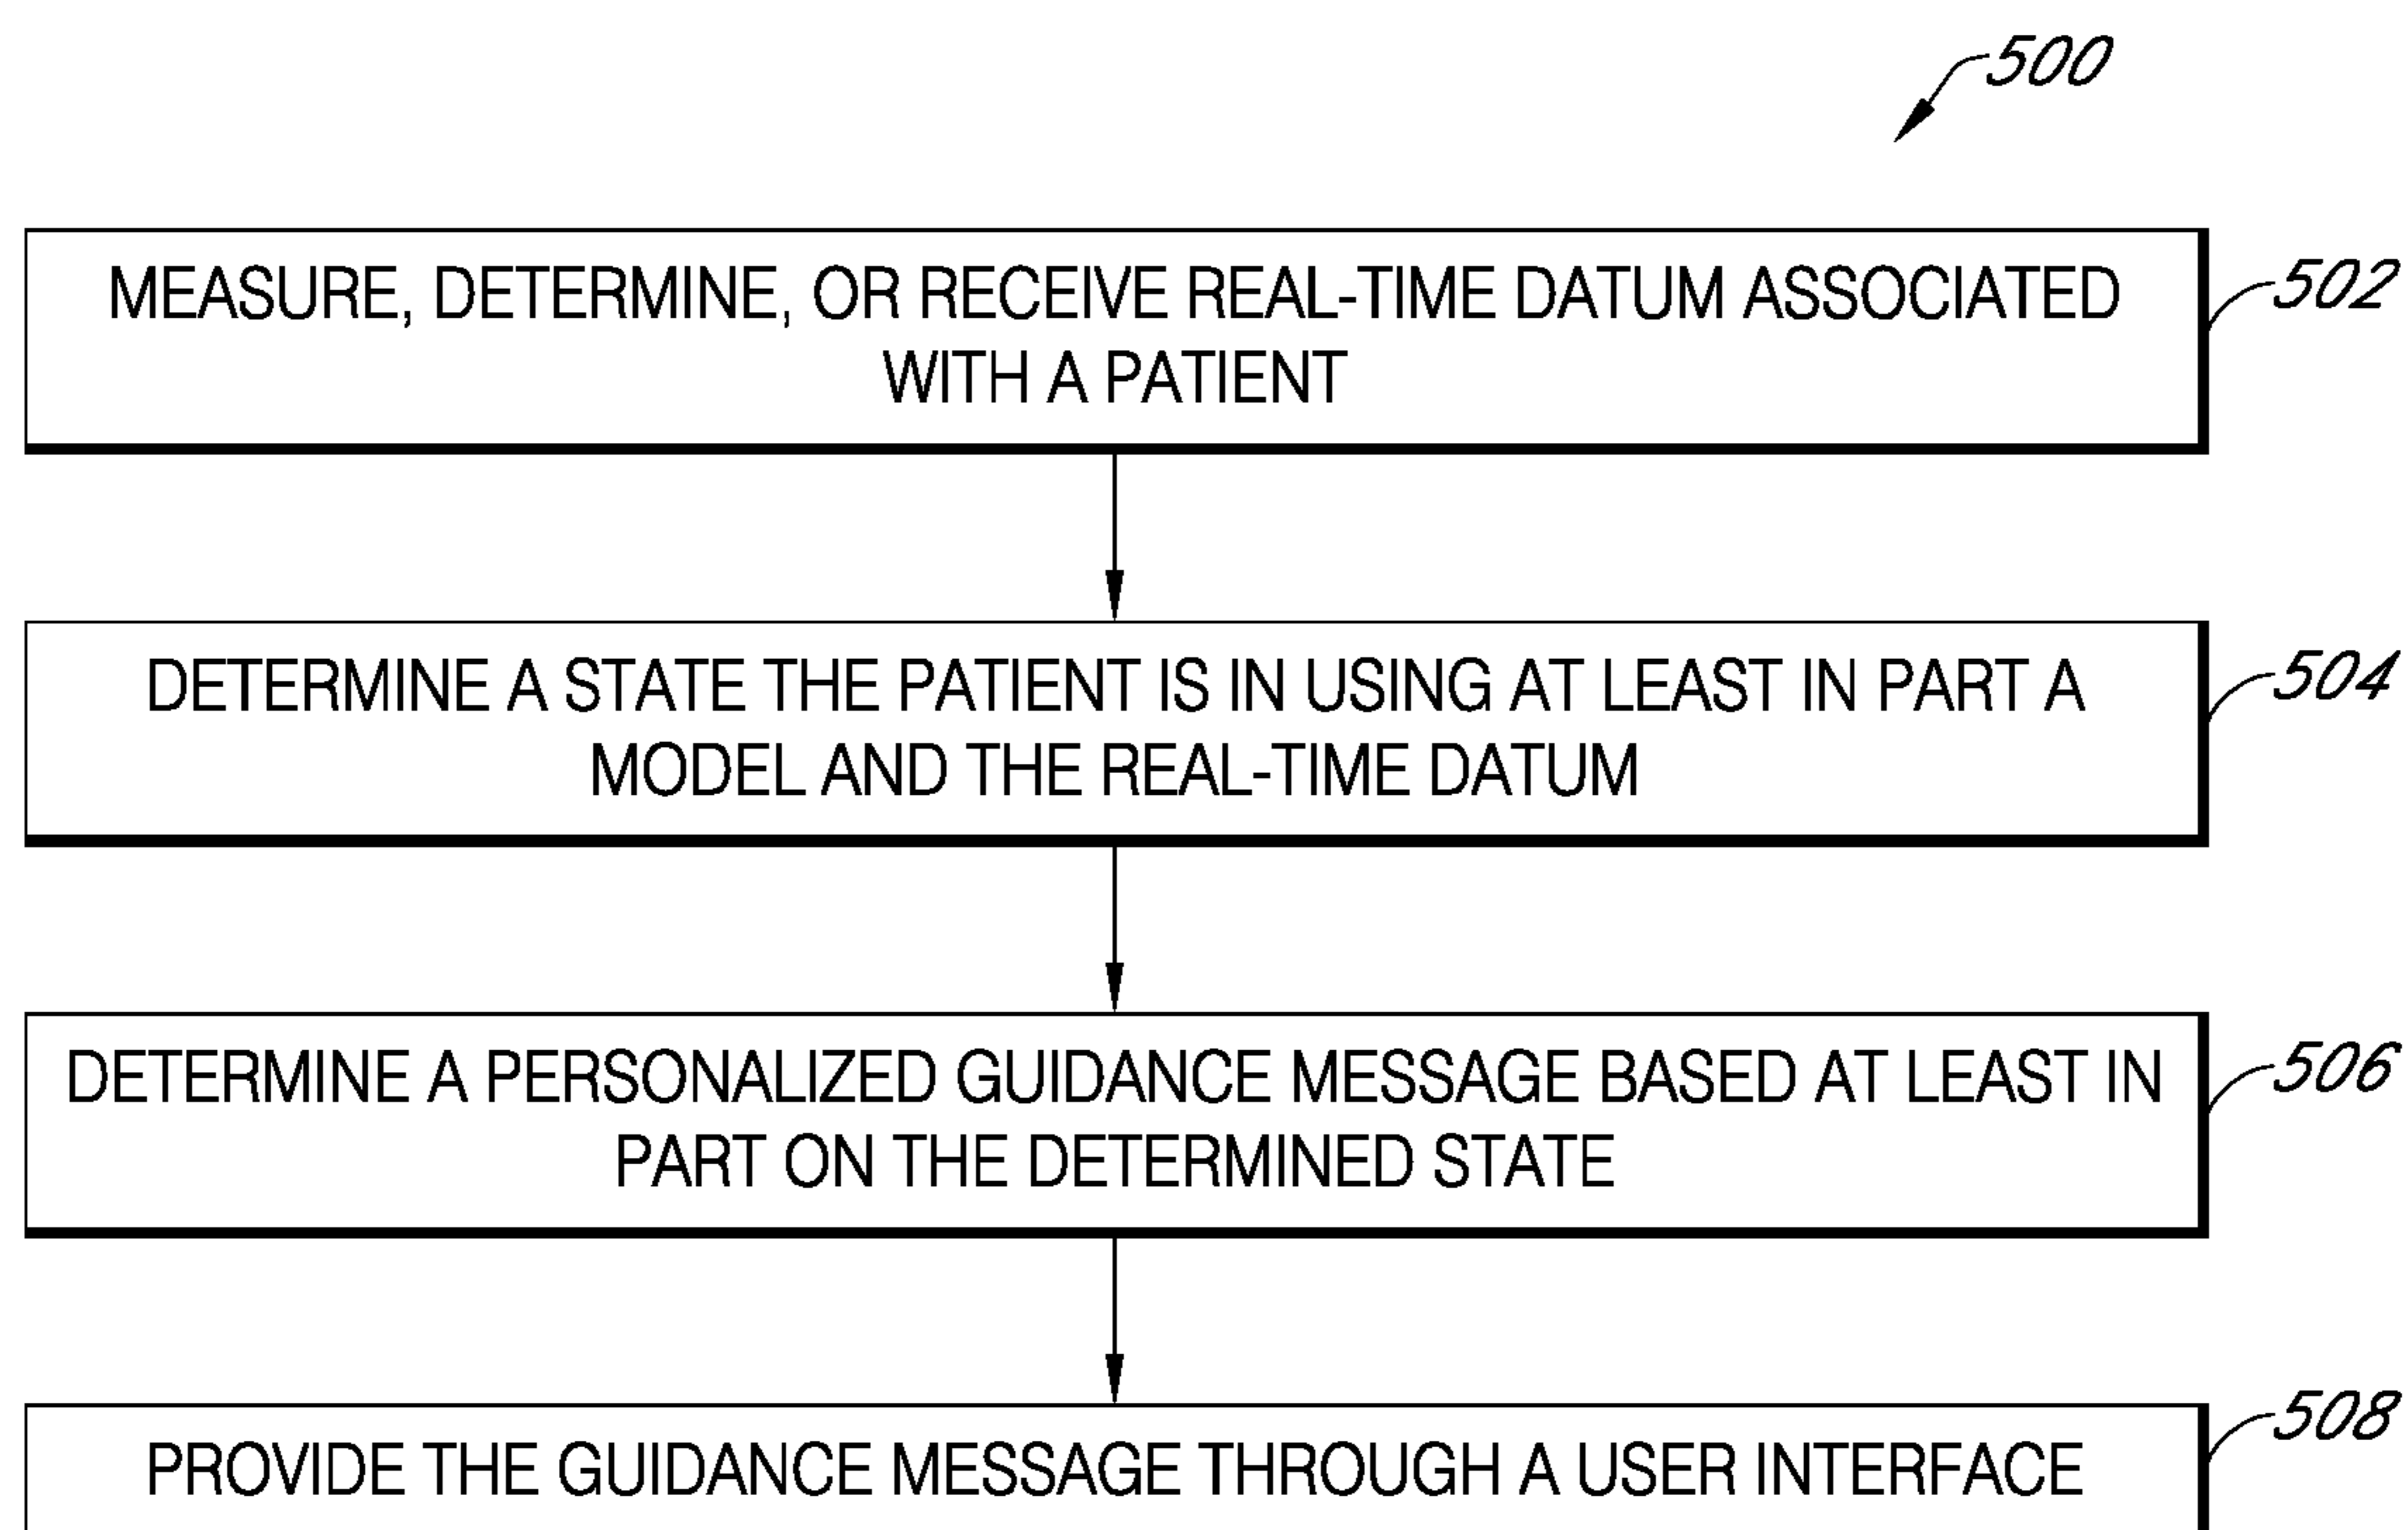 500
MEASURE, DETERMINE, OR RECEIVE REAL-TIME DATUM ASSOCIATED
WITH A PATIENT
502
DETERMINE A STATE THE PATIENT IS IN USING AT LEAST IN PART A
MODEL AND THE REAL-TIME DATUM
504
DETERMINE A PERSONALIZED GUIDANCE MESSAGE BASED AT LEAST IN
PART ON THE DETERMINED STATE
506
PROVIDE THE GUIDANCE MESSAGE THROUGH A USER INTERFACE
508